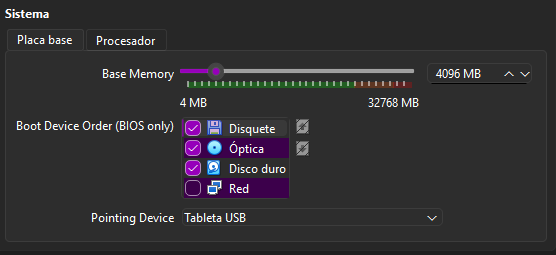 Sistema
Placa base
Procesador
Base Memory
4096 MB
4 MB
32768 MB
Boot Device Order (BIOS only)
Disquete
Óptica
Disco duro
Red
Pointing Device
Tableta USB